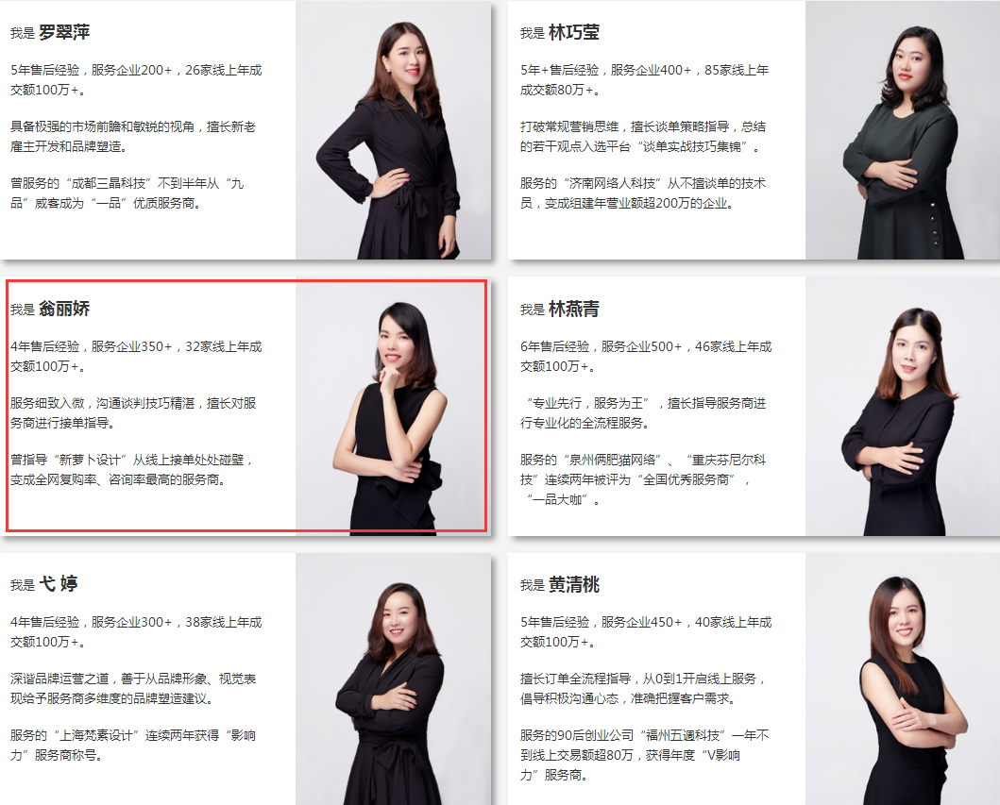 我是 罗翠萍
5年售后经验，服务企业200+，26家线上年成
交额100万+。
具备极强的市场前瞻和敏锐的视角，擅长新老
雇主开发和品牌塑造。
曾服务的“成都三晶科技”不到半年从“九
品”威客成为“一品”优质服务商。
我是 林巧莹
5年+售后经验，服务企业400+，85家线上年
成交额80万+。
打破常规营销思维，擅长谈单策略指导，总结
的若干观点入选平台“谈单实战技巧集锦”。
服务的“济南网络人科技”从不擅谈单的技术
员，变成组建年营业额超200万的企业。
我是 翁丽娇
4年售后经验，服务企业350+，32家线上年成
交额100万+。
服务细致入微，沟通谈判技巧精湛，擅长对服
务商进行接单指导。
曾指导“新萝卜设计”从线上接单处处碰壁，
变成全网复购率、咨询率最高的服务商。
我是 林燕青
6年售后经验，服务企业500+，46家线上年成
交额100万+。
“专业先行，服务为王”，擅长指导服务商进
行专业化的全流程服务。
服务的“泉州俩肥猫网络”、“重庆芬尼尔科
技”连续两年被评为“全国优秀服务商”，
“一品大咖”。
我是 弋 婷
4年售后经验，服务企业300+，38家线上年成
交额100万+。
深谙品牌运营之道，善于从品牌形象、视觉表
现给予服务商多维度的品牌塑造建议。
服务的“上海梵素设计”连续两年获得“影响
力”服务商称号。
我是 黄清桃
5年售后经验，服务企业450+，40家线上年成
交额100万+。
擅长订单全流程指导，从0到1开启线上服务，
倡导积极沟通心态，准确把握客户需求。
服务的90后创业公司“福州五遇科技”一年不
到线上交易额超80万，获得年度“V影响
力”服务商。